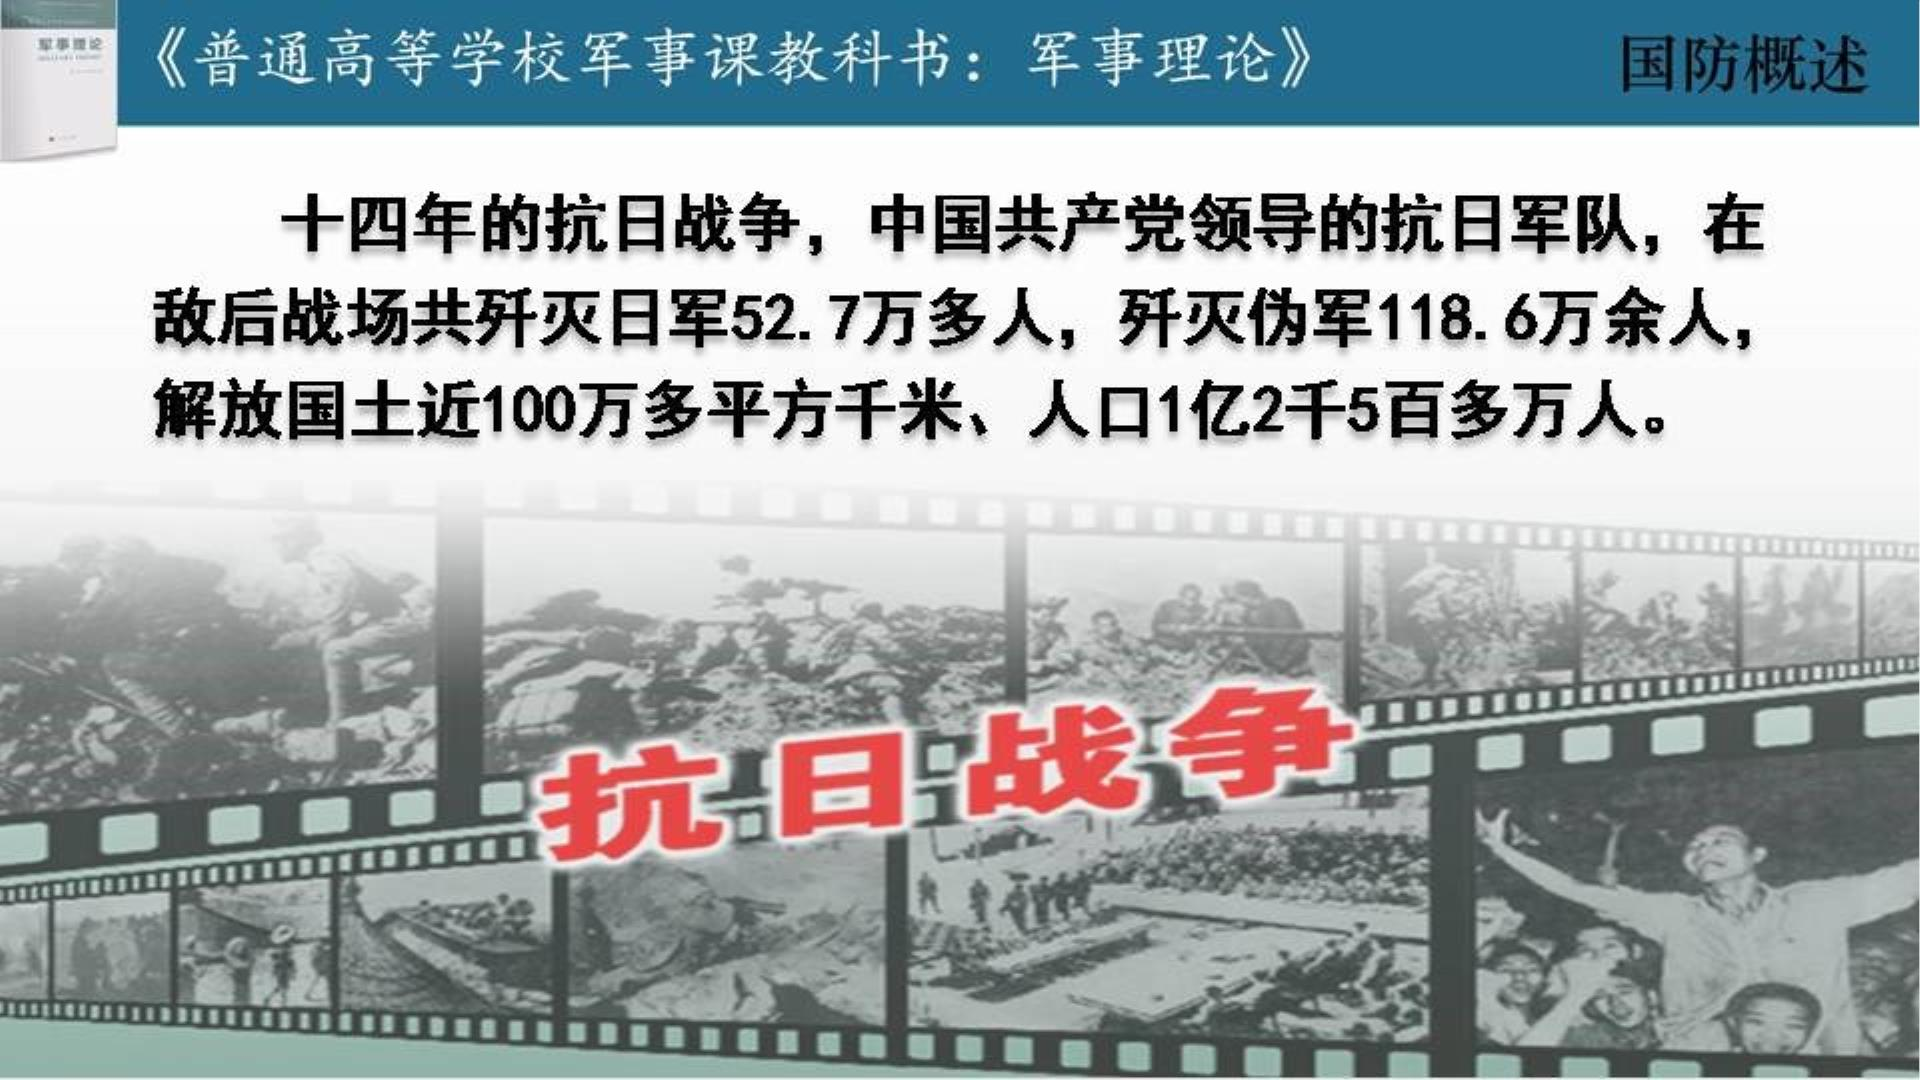 军事理论
《普通高等学校军事课教科书：军事理论》
国防概述
十四年的抗日战争，中国共产党领导的抗日军队，在
敌后战场共歼灭日军52.7万多人，歼灭伪军118.6万余人，
解放国土近100万多平方千米、人口1亿2千5百多万人。
抗日战争